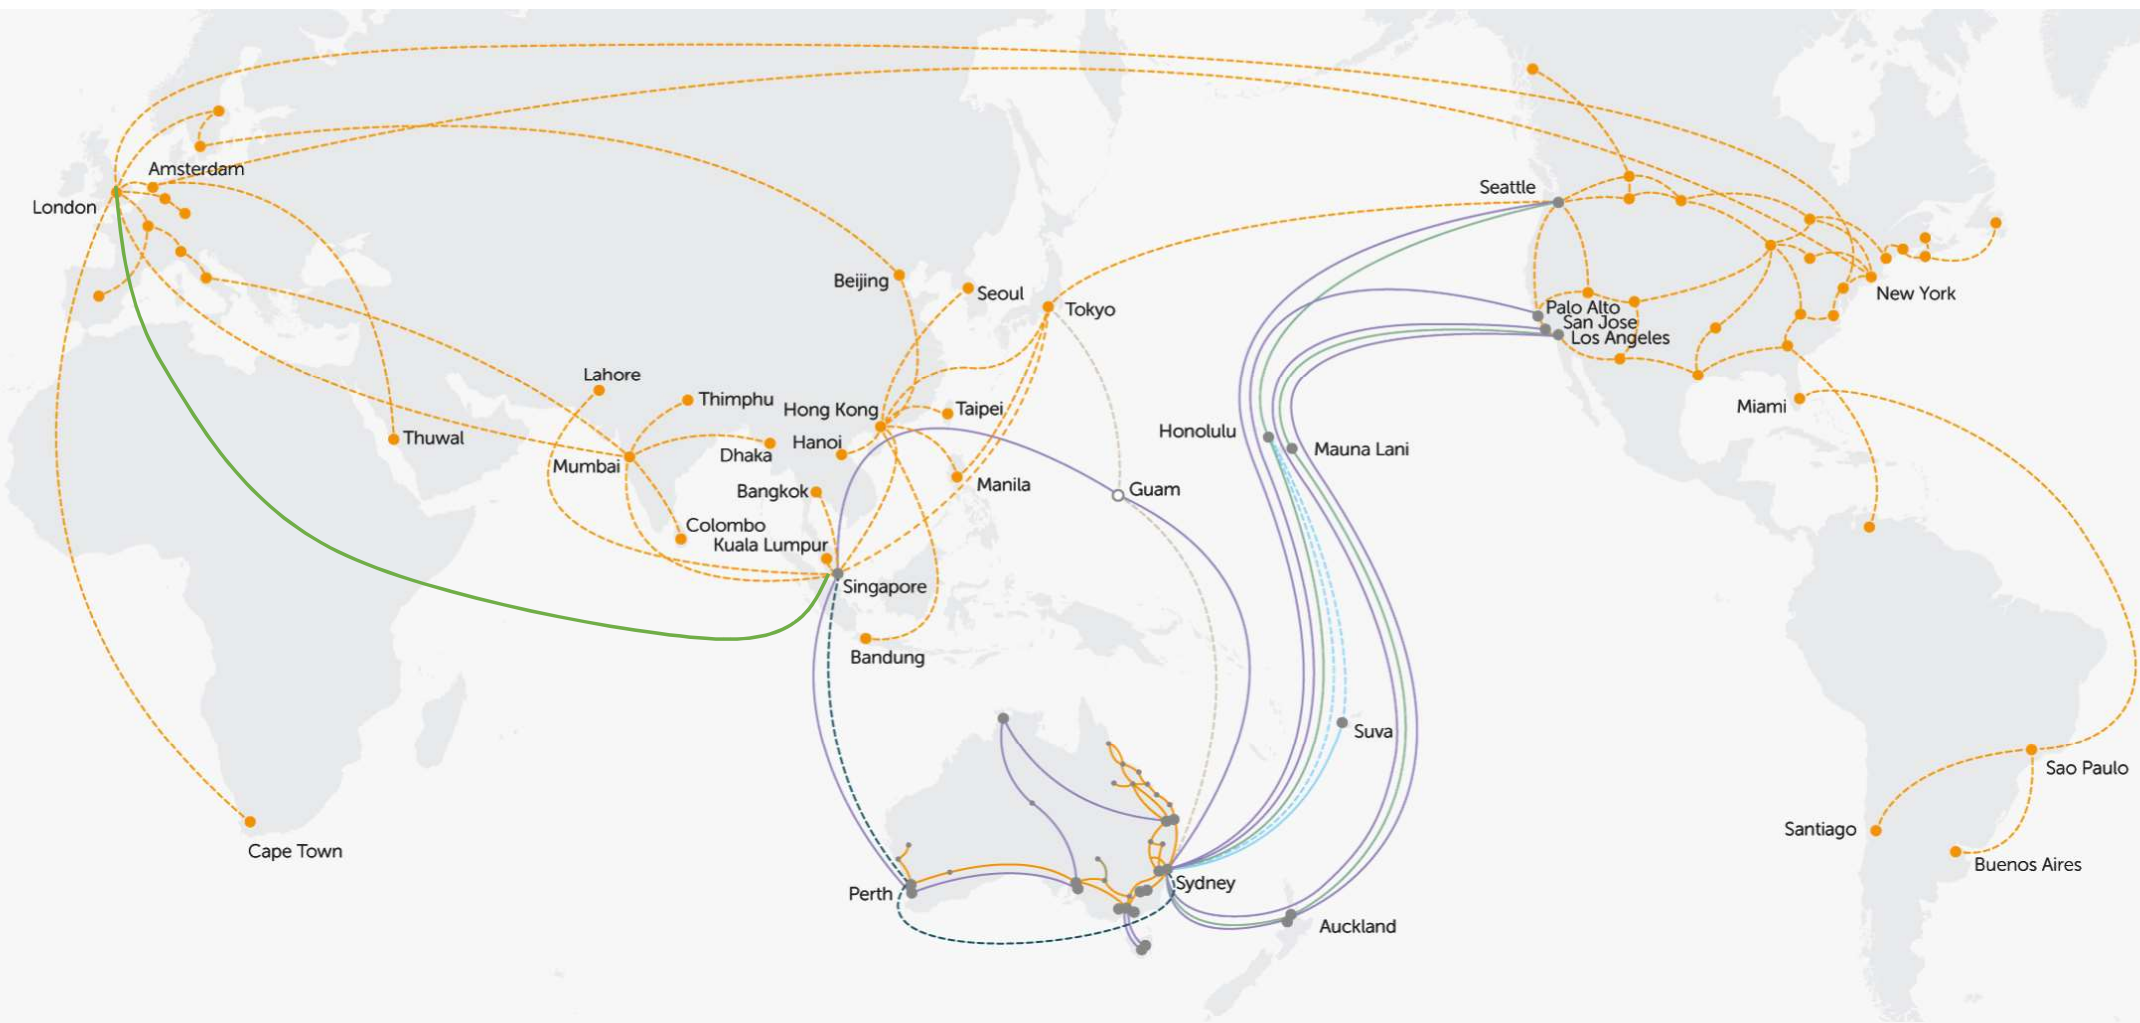 Amsterdam
London
Seattle
Beijing
Seoul
Tokyo
New York
Palo Alto
San Jose
Los Angeles
Lahore
Thimphu
Hong Kong
Taipei
Miami
Thuwal
Hanoi
Honolulu
Mauna Lani
Mumbai
Dhaka
Bangkok
Manila
Guam
Colombo
Kuala Lumpur
Singapore
Bandung
Suva
Sao Paulo
Santiago
Cape Town
Buenos Aires
Perth
Sydney
Auckland